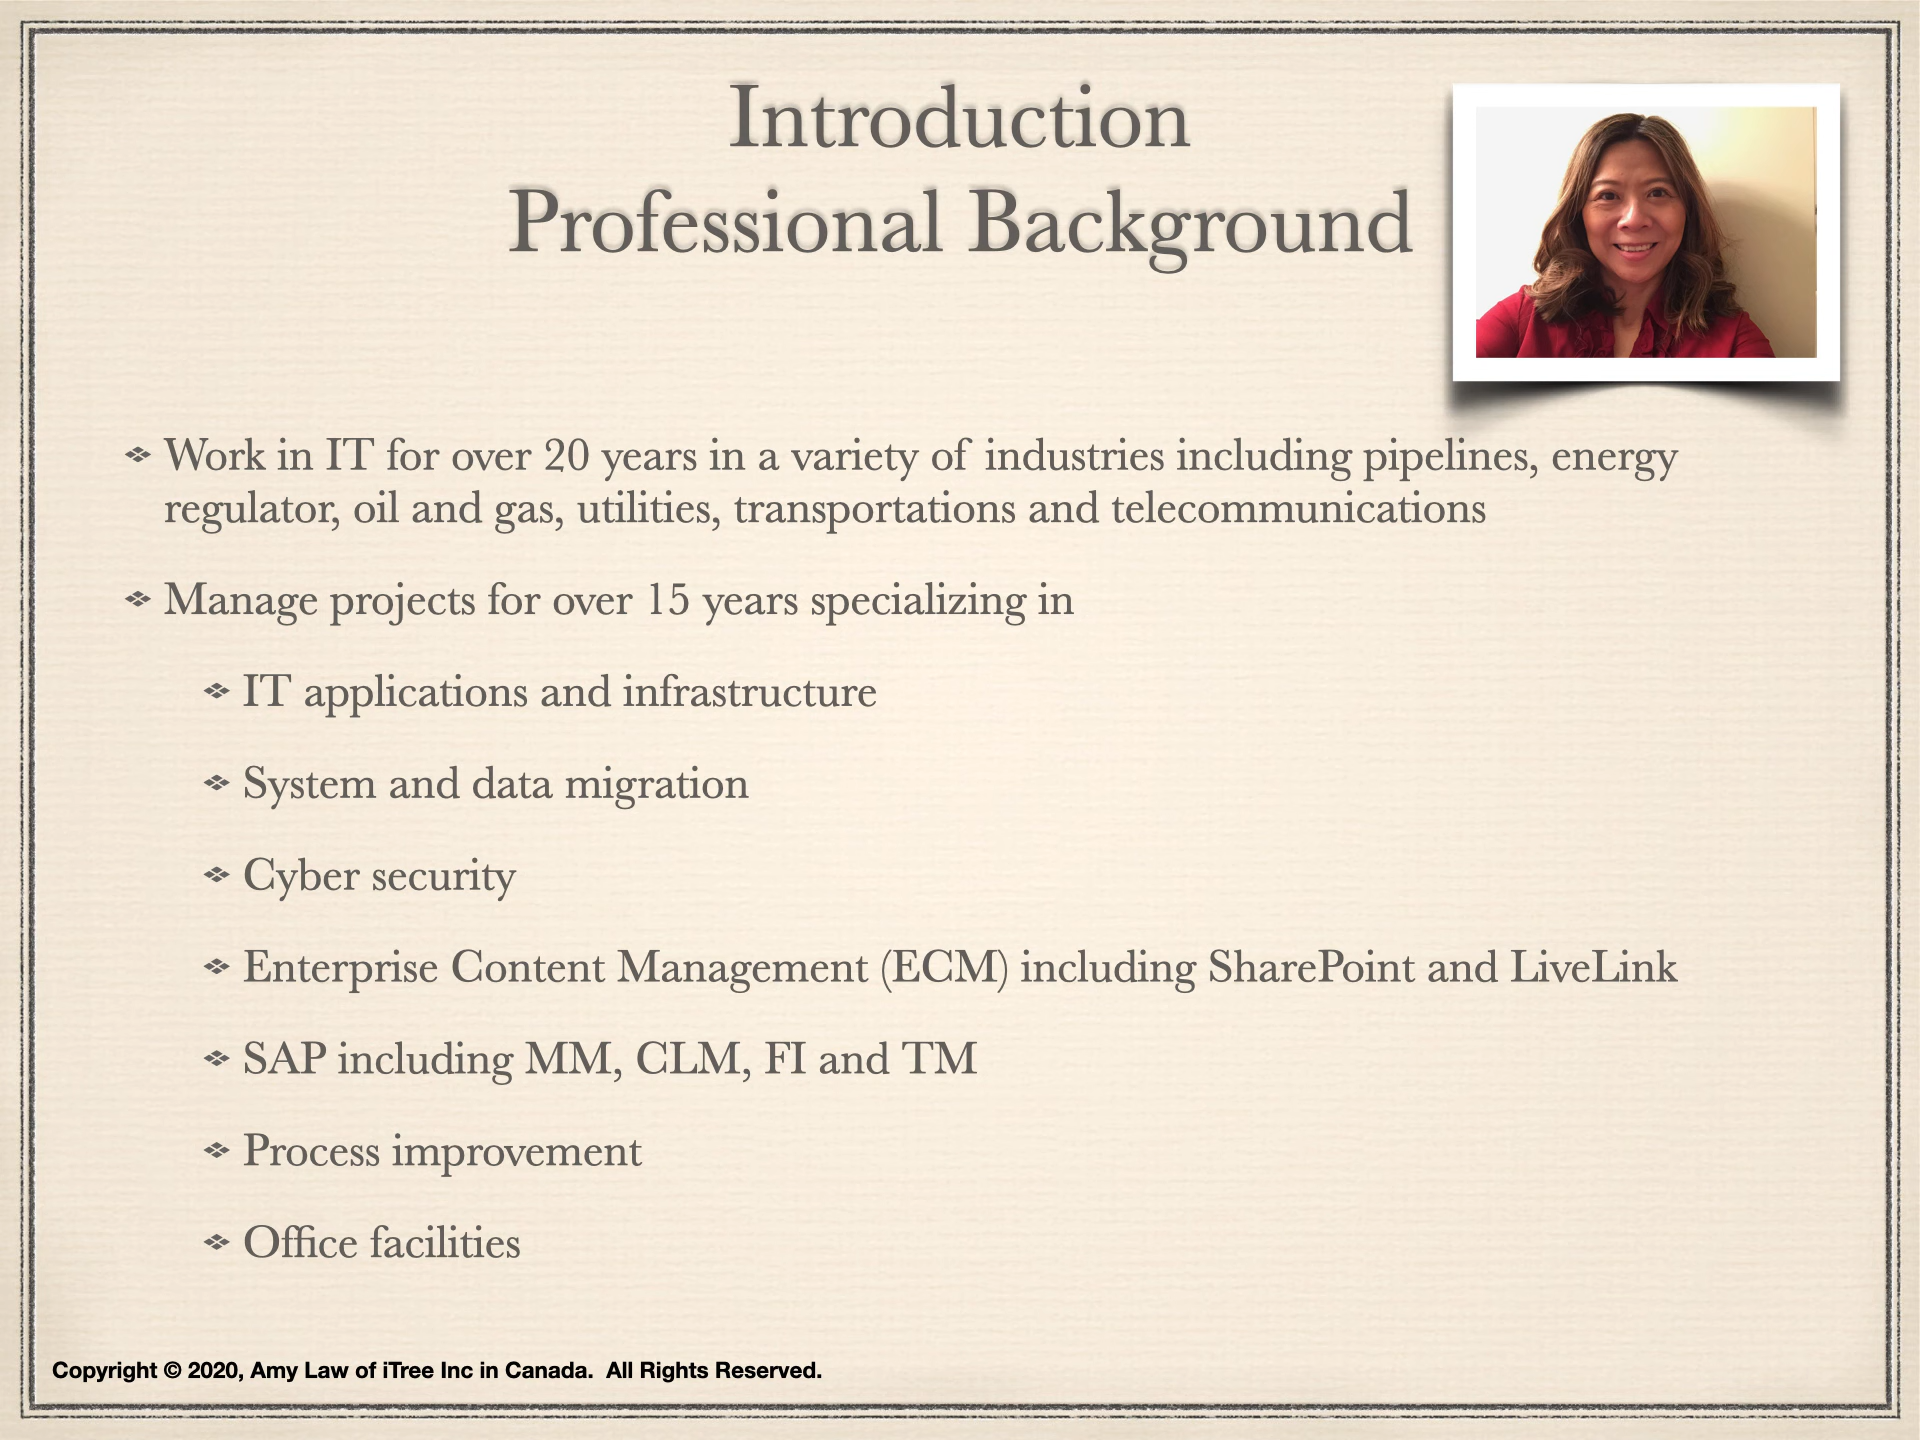 Introduction
Professional Background
Work in IT for over 20 years in a variety of industries including pipelines, energy
regulator, oil and gas, utilities, transportations and telecommunications
Manage projects for over 15 years specializing in
IT applications and infrastructure
System and data migration
Cyber security
Enterprise Content Management (ECM) including SharePoint and LiveLink
SAP including MM, CLM, FI and TM
Process improvement
Office facilities
Copyright © 2020, Amy Law of iTree Inc in Canada.  All Rights Reserved.